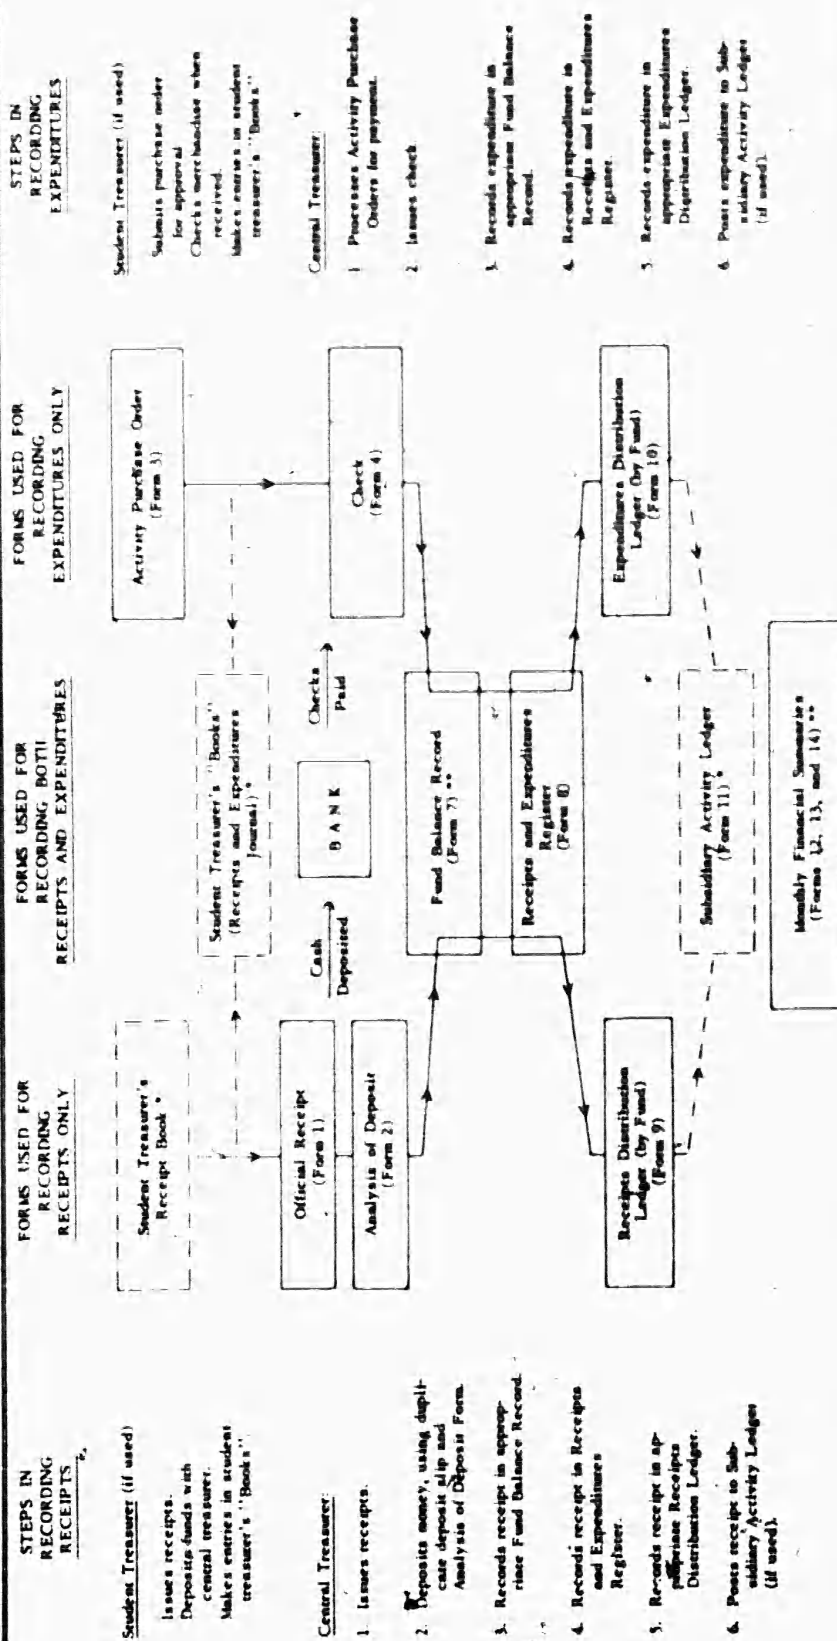 STEPS IN
RECORDING
RECEIPTS
Student Treasurer (if used)
Issues receipts.
Deposits funds with
central treasurer.
Makes entries in student
treasurer's "Books"
Central Treasurer:
1. Issues receipts.
2. Deposits money, using dupli-
cate deposit slip and
Analysis of Deposit Form.
3. Records receipt in approp-
riate Fund Balance Record.
4. Records receipt in Receipts
and Expenditures
Register.
5. Records receipt in ap-
propriate Receipts
Distribution Ledger.
6. Posts receipt to Sub-
sidiary Activity Ledger
(if used).
FORMS USED FOR
RECORDING
RECEIPTS ONLY
Student Treasurer's
Receipt Book *
Official Receipt
(Form 1)
Analysis of Deposit
(Form 2)
Receipts Distribution
Ledger (by Fund)
(Form 9)
FORMS USED FOR
RECORDING BOTH
RECEIPTS AND EXPENDITURES
Student Treasurer's "Books"
(Receipts and Expenditures
Journal) *
Cash
Deposited
BANK
Checks
Paid
Fund Balance Record
(Form 7) **
Receipts and Expenditures
Register
(Form 8)
Subsidiary Activity Ledger
(Form 11) *
Monthly Financial Summaries
(Forms 12, 13, and 14) **
FORMS USED FOR
RECORDING
EXPENDITURES ONLY
Activity Purchase Order
(Form 3)
Check
(Form 4)
Expenditures Distribution
Ledger (by Fund)
(Form 10)
STEPS IN
RECORDING
EXPENDITURES
Student Treasurer (if used)
Submits purchase order
for approval
Checks merchandise when
received.
Makes entries in student
treasurer's "Books"
Central Treasurer:
1 Processes Activity Purchase
Orders for payment.
2. Issues check.
3. Records expenditure in
appropriate Fund Balance
Record.
4. Records expenditure in
Receipts and Expenditures
Register.
5. Records expenditure in
appropriate Expenditures
Distribution Ledger.
6. Posts expenditure to Sub-
sidiary Activity Ledger
(if used).